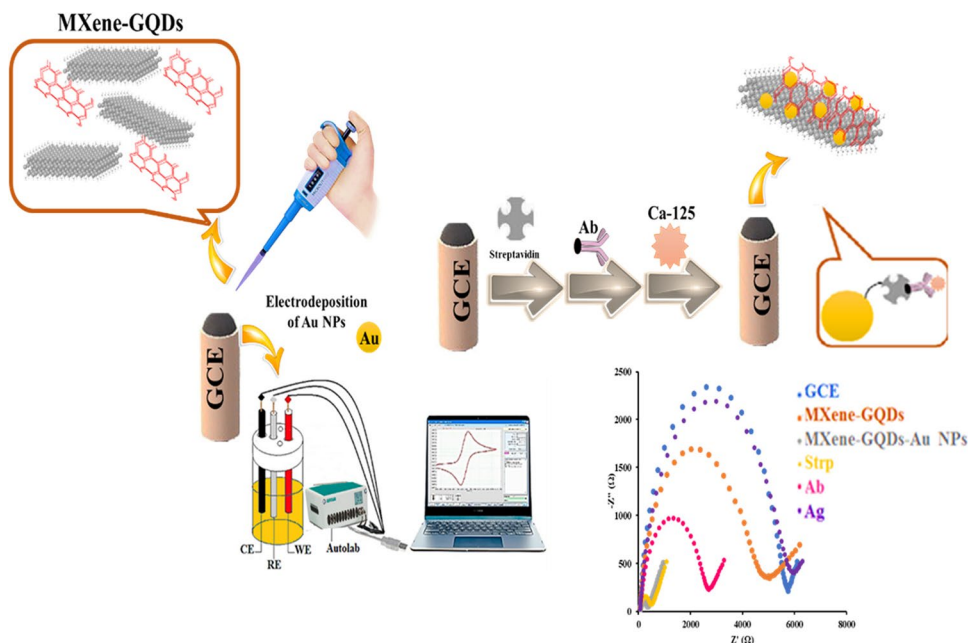 MXene-GQDs
Electrodeposition
of Au NPs
Au
GCE
CE
RE
WE
Autolab
GCE
Streptavidin
Ab
Ca-125
GCE
2500
2000
1500
1000
500
0
-Z'' (Ω)
0
2000
4000
6000
8000
Z' (Ω)
GCE
MXene-GQDs
MXene-GQDs-Au NPs
Strp
Ab
Ag